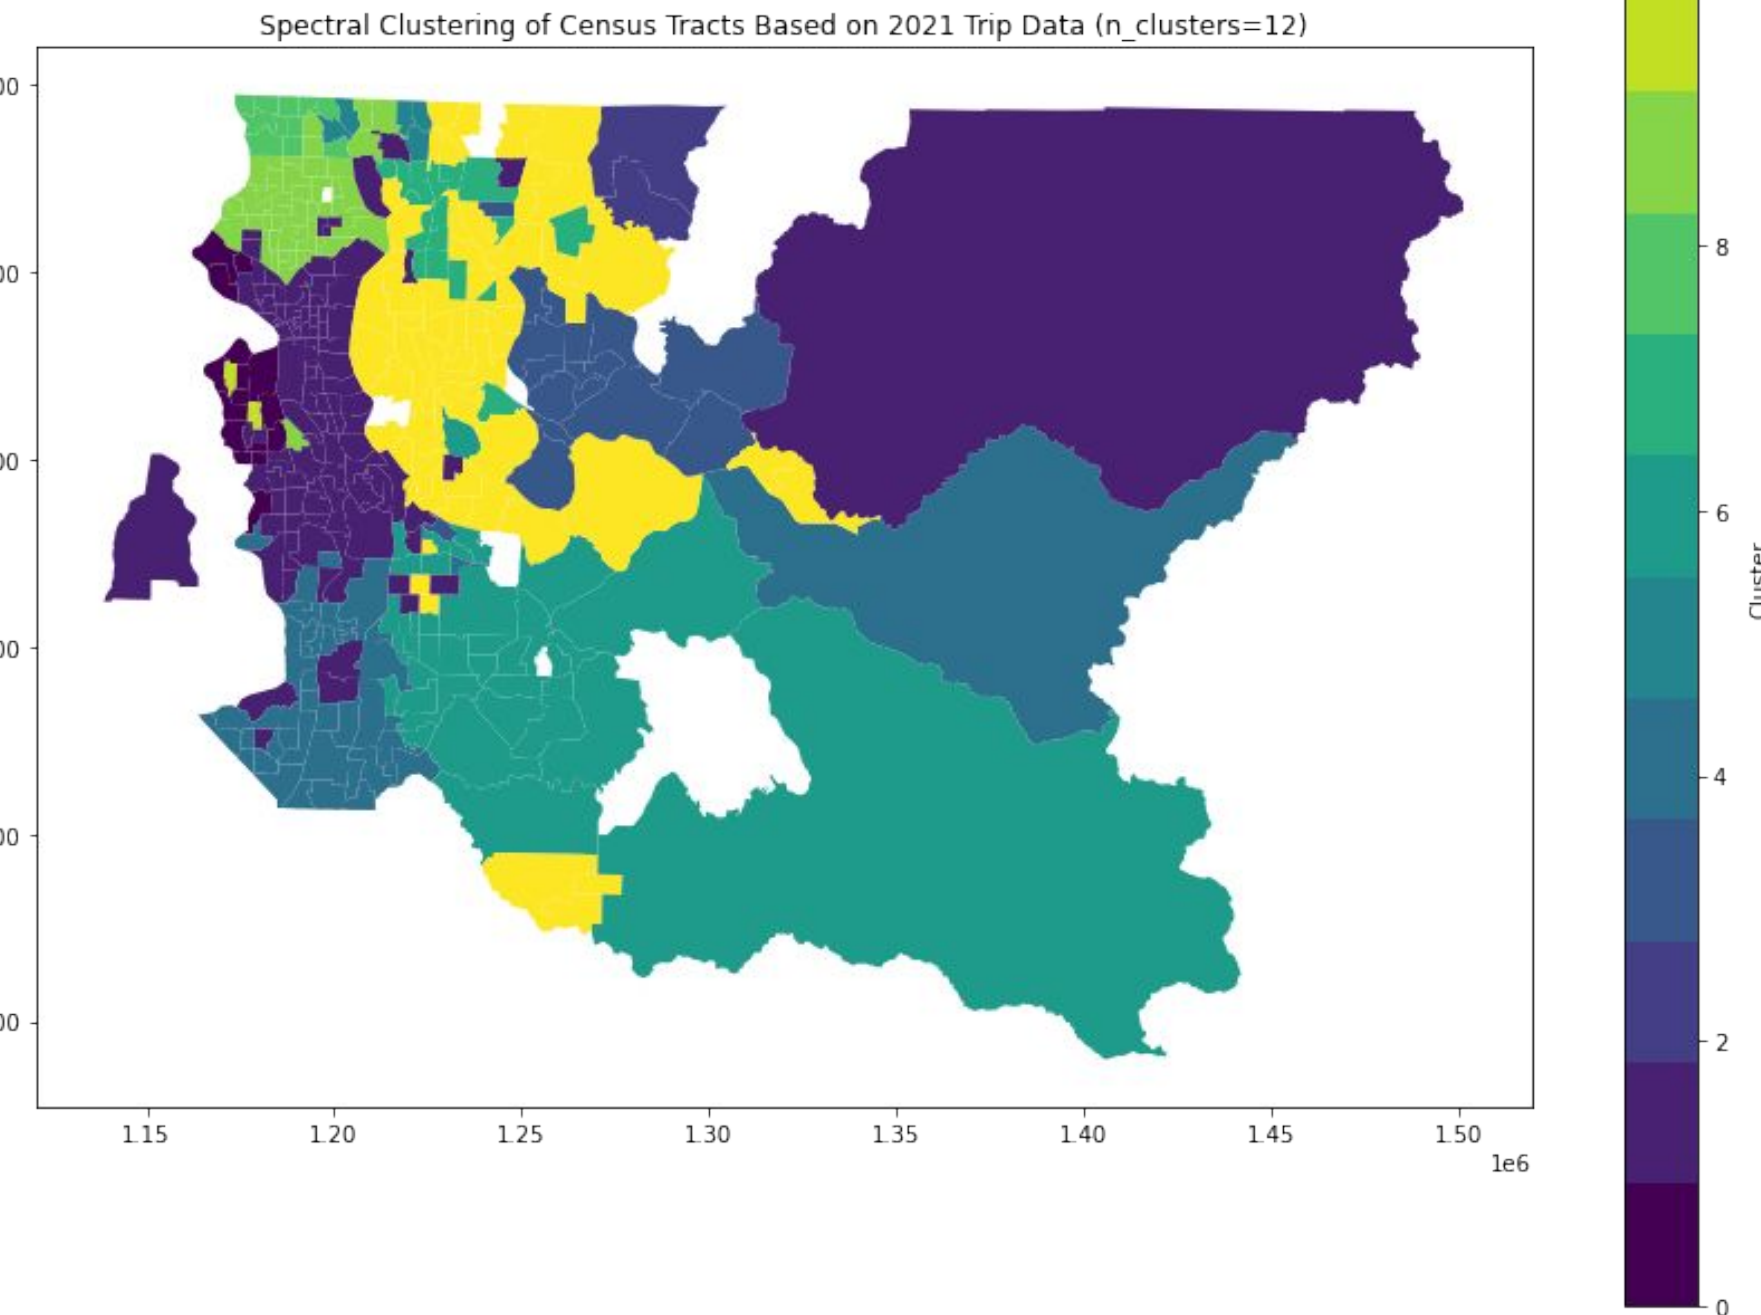 Spectral Clustering of Census Tracts Based on 2021 Trip Data (n_clusters=12)
00
00
00
00
00
00
1.15 1.20 1.25 1.30 1.35 1.40 1.45 1.50
1e6
8
6
4
2
0
Cluster